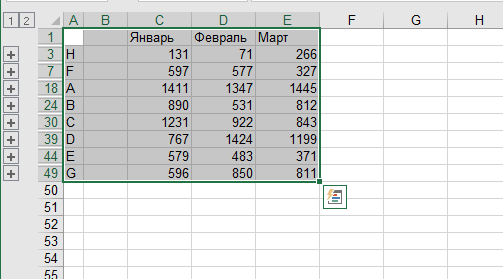 1 2 A B C D E F G H
1 Январь Февраль Март
3 H 131 71 266
7 F 597 577 327
18 A 1411 1347 1445
24 B 890 531 812
30 C 1231 922 843
39 D 767 1424 1199
44 E 579 483 371
49 G 596 850 811
50
51
52
53
54
55